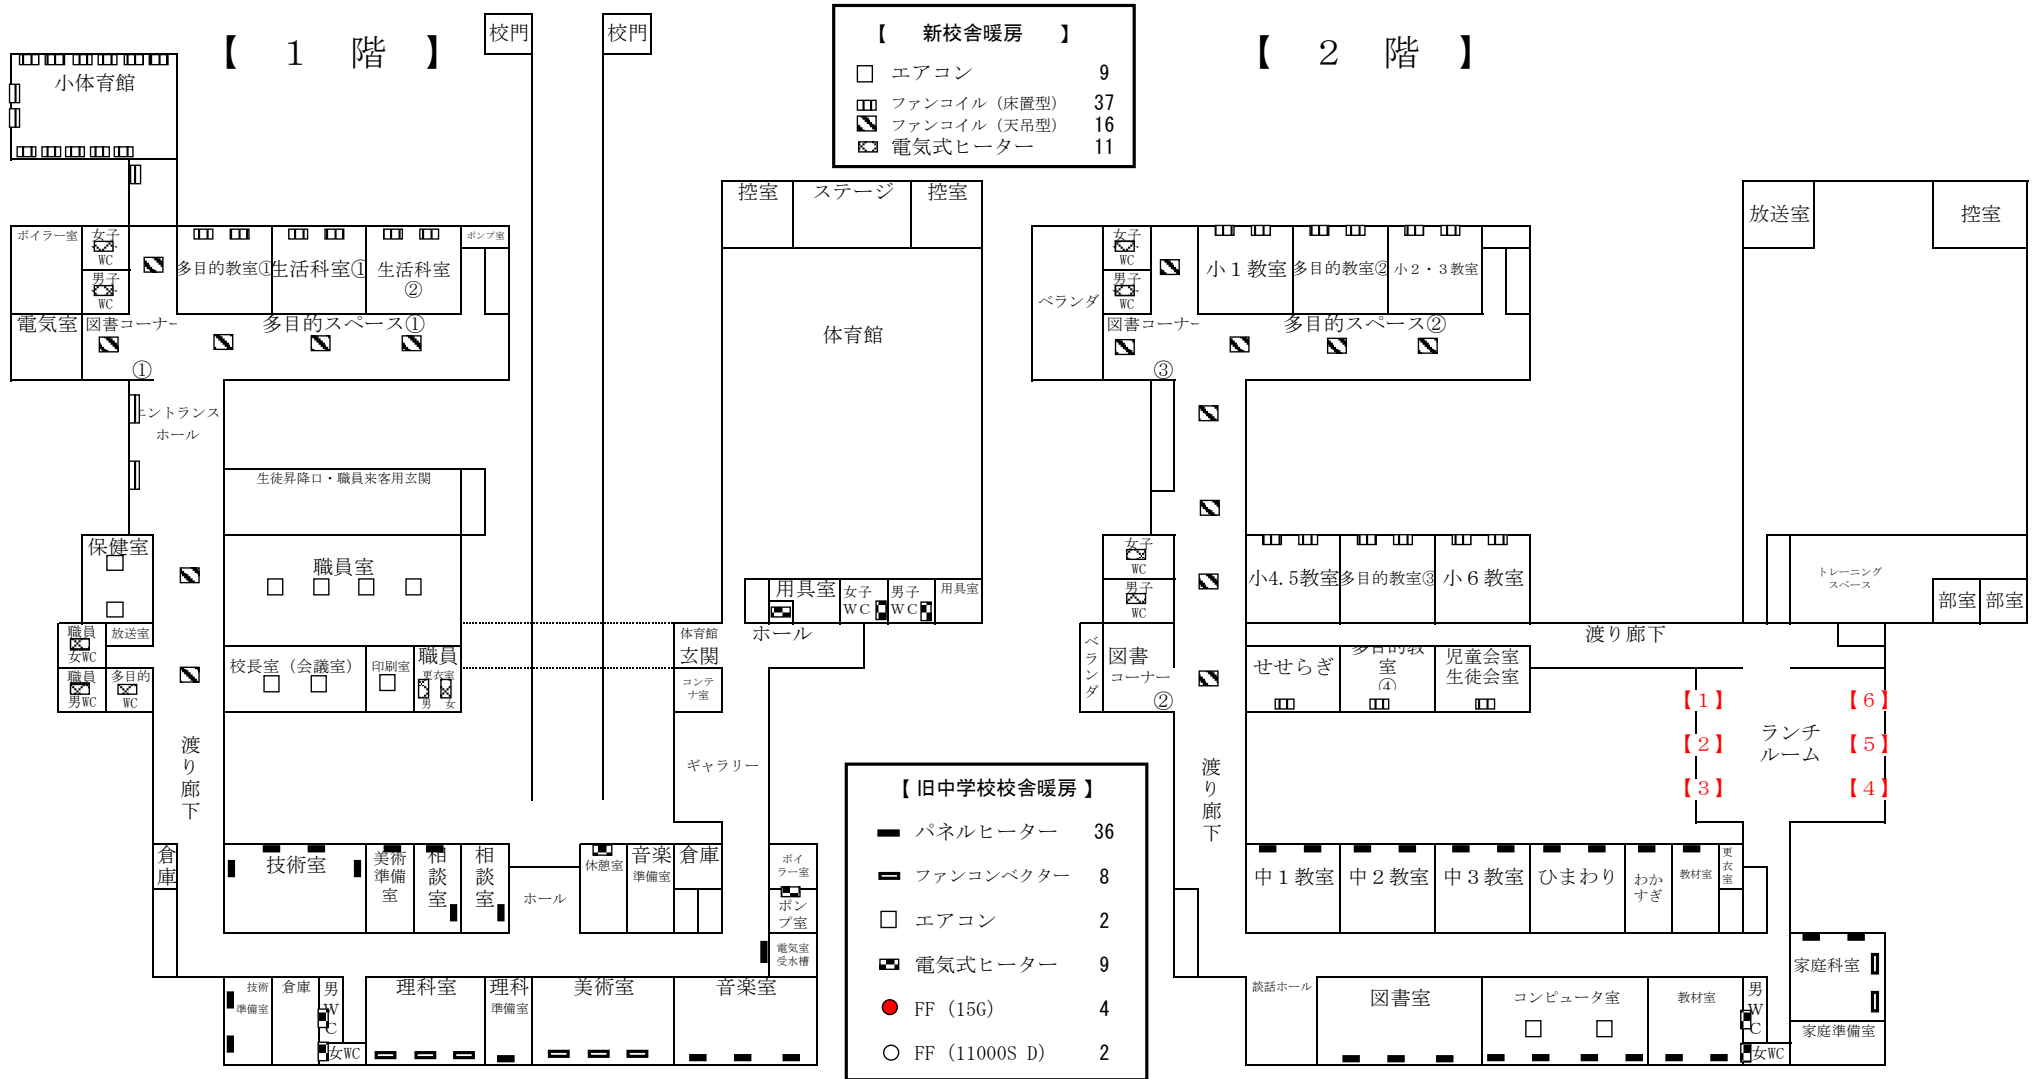 【　１　階　】
校門
校門
【　新校舎暖房　】
エアコン　9
ファンコイル（床置型）　37
ファンコイル（天吊型）　16
電気式ヒーター　11
【　２　階　】
小体育館
控室
ステージ
控室
体育館
ボイラー室
女子
WC
男子
WC
多目的教室①
生活科室①
生活科室
②
ポンプ室
電気室
図書コーナー
①
多目的スペース①
エントランス
ホール
生徒昇降口・職員来客用玄関
保健室
職員室
職員
女WC
放送室
職員
男WC
多目的
WC
校長室（会議室）
印刷室
職員
更衣室
男　女
用具室
女子
ＷＣ
男子
ＷＣ
用具室
ホール
体育館
玄関
コンテ
ナ室
ギャラリー
渡り廊下
倉庫
技術室
美術
準備
室
相談室
相談室
ホール
休憩室
音楽
準備室
倉庫
ボイ
ラー室
ポン
プ室
電気室
受水槽
技術
準備室
倉庫
男ＷＣ
女WC
理科室
理科
準備室
美術室
音楽室
【 旧中学校校舎暖房 】
パネルヒーター　36
ファンコンベクター　8
エアコン　2
電気式ヒーター　9
FF（15G）　4
FF（11000S D）　2
放送室
控室
ベランダ
女子
WC
男子
WC
小１教室
多目的教室②
小２・３教室
図書コーナー
③
多目的スペース②
女子
WC
男子
WC
小4.5教室
多目的教室③
小６教室
トレーニング
スペース
部室
部室
渡り廊下
ベランダ
図書
コーナー
②
せせらぎ
多目的教
室
④
児童会室
生徒会室
【１】
【２】
【３】
ランチ
ルーム
【６】
【５】
【４】
渡り廊下
中１教室
中２教室
中３教室
ひまわり
わか
すぎ
教材室
更衣室
談話ホール
図書室
コンピュータ室
教材室
男ＷＣ
女WC
家庭科室
家庭準備室